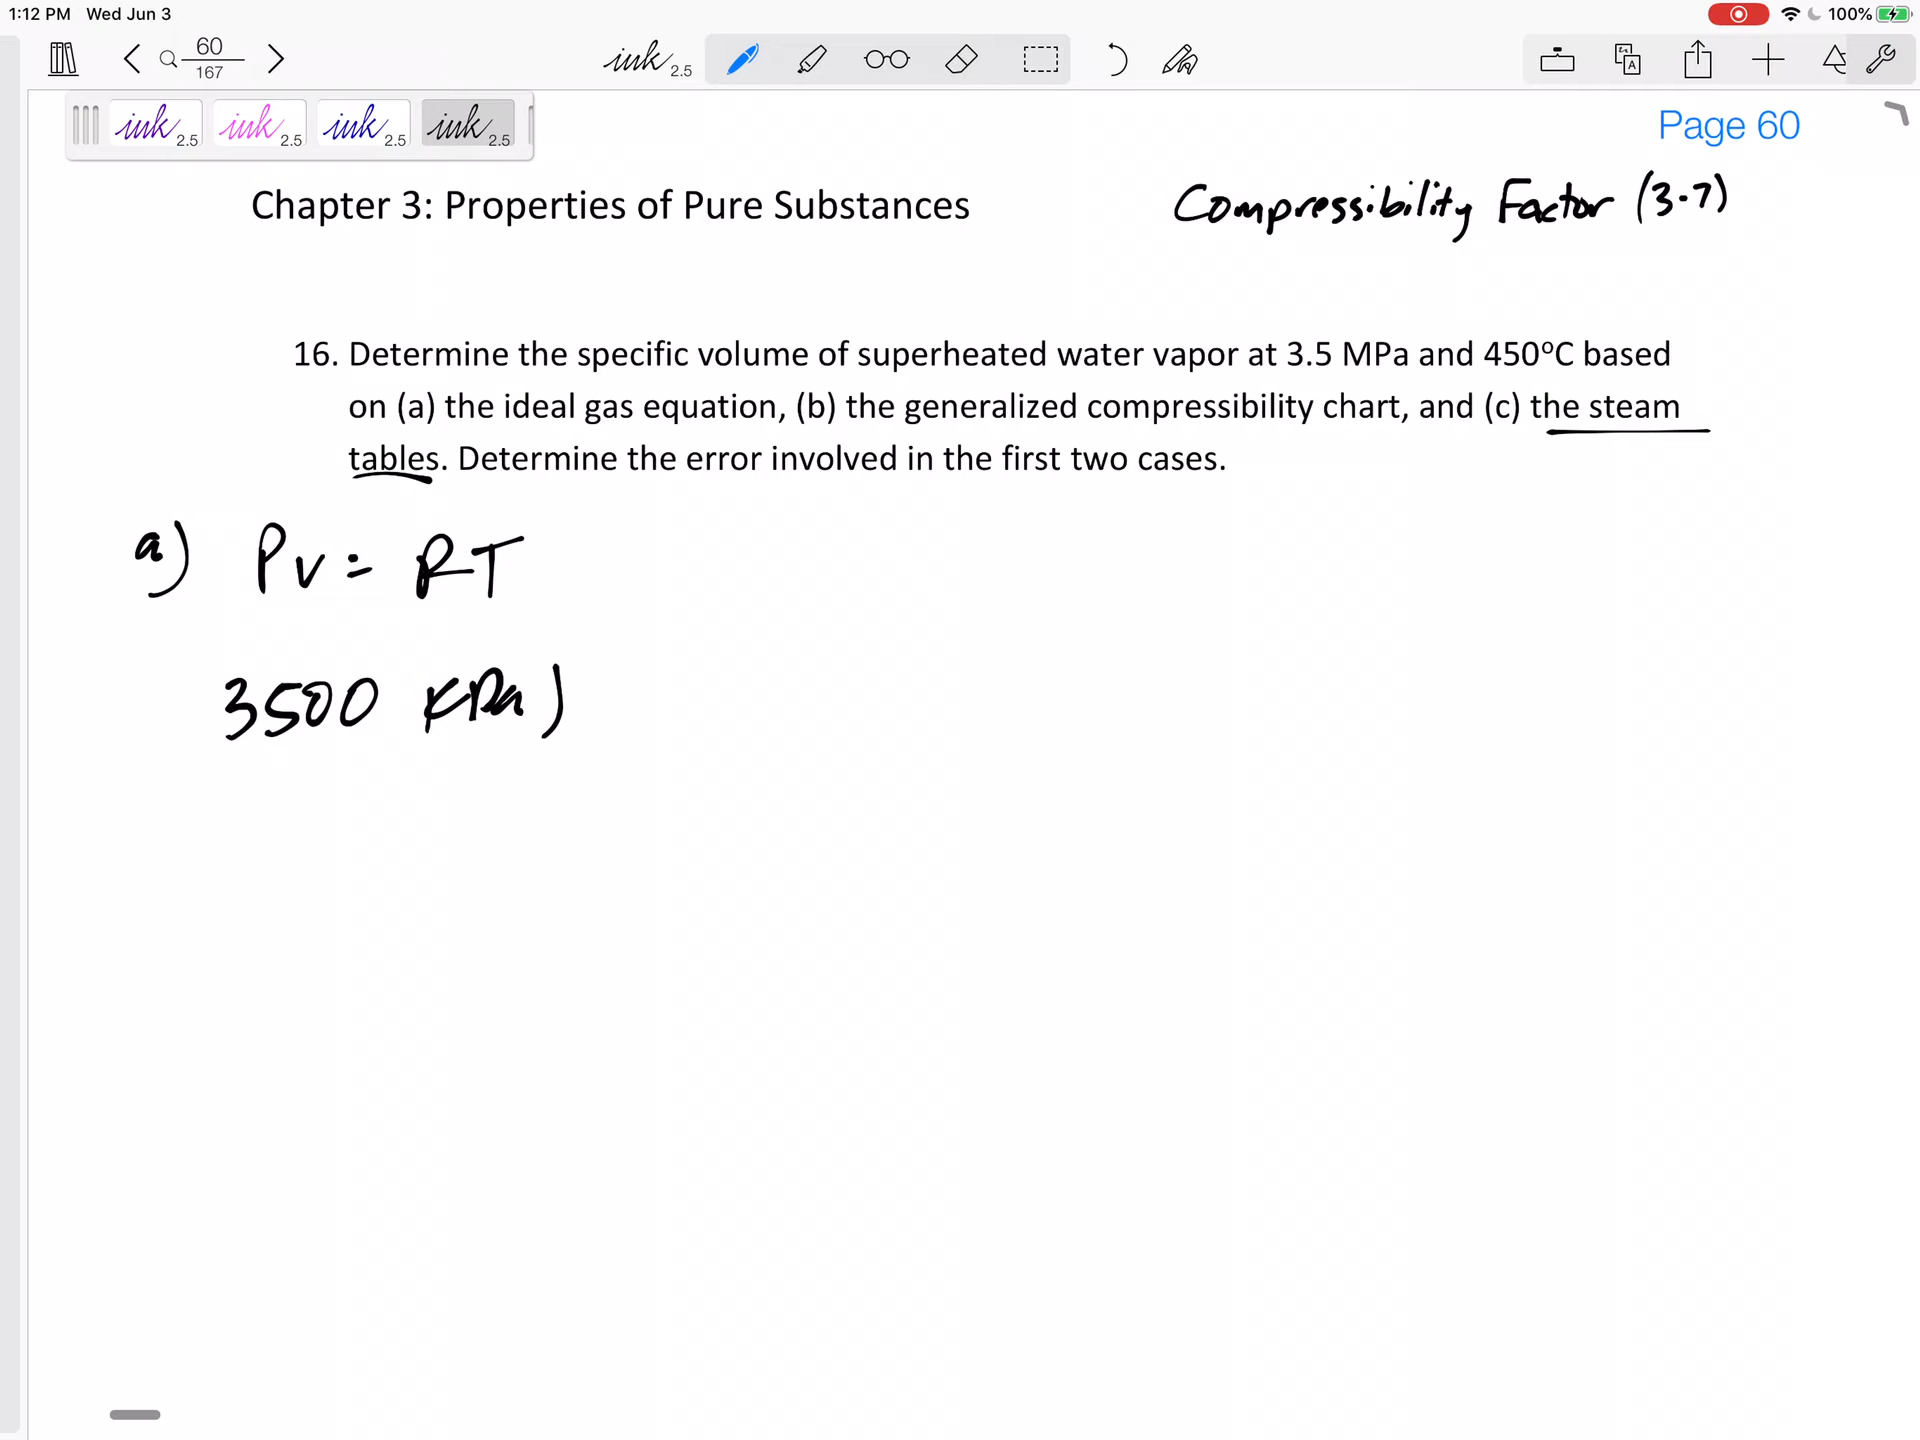 1:12 PM Wed Jun 3
100%
60
167
ink 2.5
A
ink 2.5 ink 2.5 ink 2.5 ink 2.5
Page 60
Chapter 3: Properties of Pure Substances
Compressibility Factor (3.7)
16. Determine the specific volume of superheated water vapor at 3.5 MPa and 450°C based
on (a) the ideal gas equation, (b) the generalized compressibility chart, and (c) the steam
tables. Determine the error involved in the first two cases.
a) Pv = RT
3500 kPa)